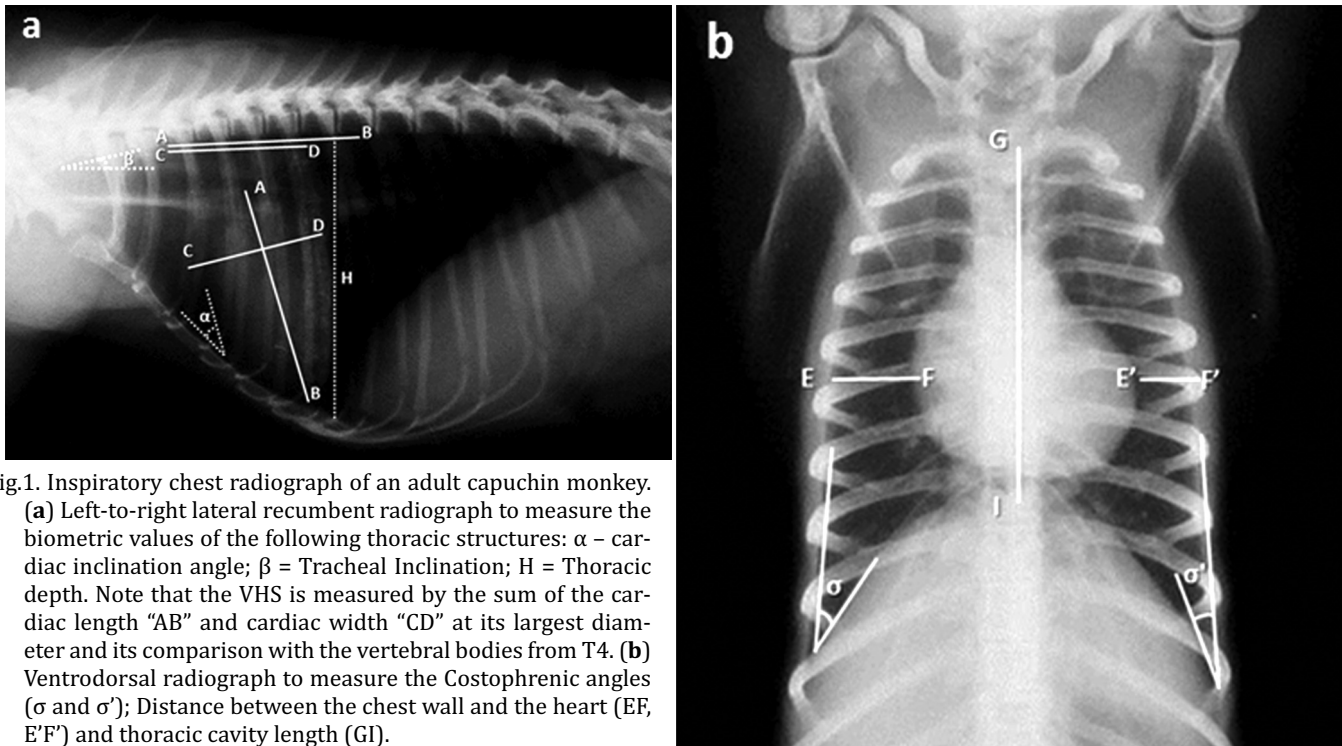 a
A
B
C
D
β
A
D
C
H
α
B
ig.1. Inspiratory chest radiograph of an adult capuchin monkey.
(a) Left-to-right lateral recumbent radiograph to measure the
biometric values of the following thoracic structures: α – car-
diac inclination angle; β = Tracheal Inclination; H = Thoracic
depth. Note that the VHS is measured by the sum of the car-
diac length “AB” and cardiac width “CD” at its largest diam-
eter and its comparison with the vertebral bodies from T4. (b)
Ventrodorsal radiograph to measure the Costophrenic angles
(σ and σ’); Distance between the chest wall and the heart (EF,
E’F’) and thoracic cavity length (GI).
b
G
E
F
E’
F’
I
σ
σ’